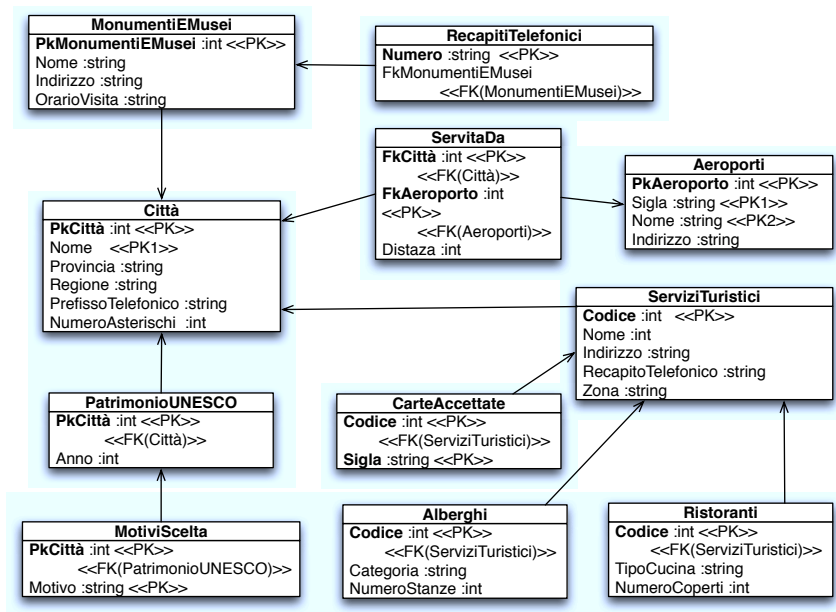 MonumentiEMusei
PkMonumentiEMusei :int <<PK>>
Nome :string
Indirizzo :string
OrarioVisita :string
RecapitiTelefonici
Numero :string <<PK>>
FkMonumentiEMusei
<<FK(MonumentiEMusei)>>
ServitaDa
FkCittà :int <<PK>>
<<FK(Città)>>
FkAeroporto :int
<<PK>>
<<FK(Aeroporti)>>
Distaza :int
Aeroporti
PkAeroporto :int <<PK>>
Sigla :string <<PK1>>
Nome :string <<PK2>>
Indirizzo :string
Città
PkCittà :int <<PK>>
Nome <<PK1>>
Provincia :string
Regione :string
PrefissoTelefonico :string
NumeroAsterischi :int
ServiziTuristici
Codice :int <<PK>>
Nome :int
Indirizzo :string
RecapitoTelefonico :string
Zona :string
PatrimonioUNESCO
PkCittà :int <<PK>>
<<FK(Città)>>
Anno :int
CarteAccettate
Codice :int <<PK>>
<<FK(ServiziTuristici)>>
Sigla :string <<PK>>
MotiviScelta
PkCittà :int <<PK>>
<<FK(PatrimonioUNESCO)>>
Motivo :string <<PK>>
Alberghi
Codice :int <<PK>>
<<FK(ServiziTuristici)>>
Categoria :string
NumeroStanze :int
Ristoranti
Codice :int <<PK>>
<<FK(ServiziTuristici)>>
TipoCucina :string
NumeroCoperti :int